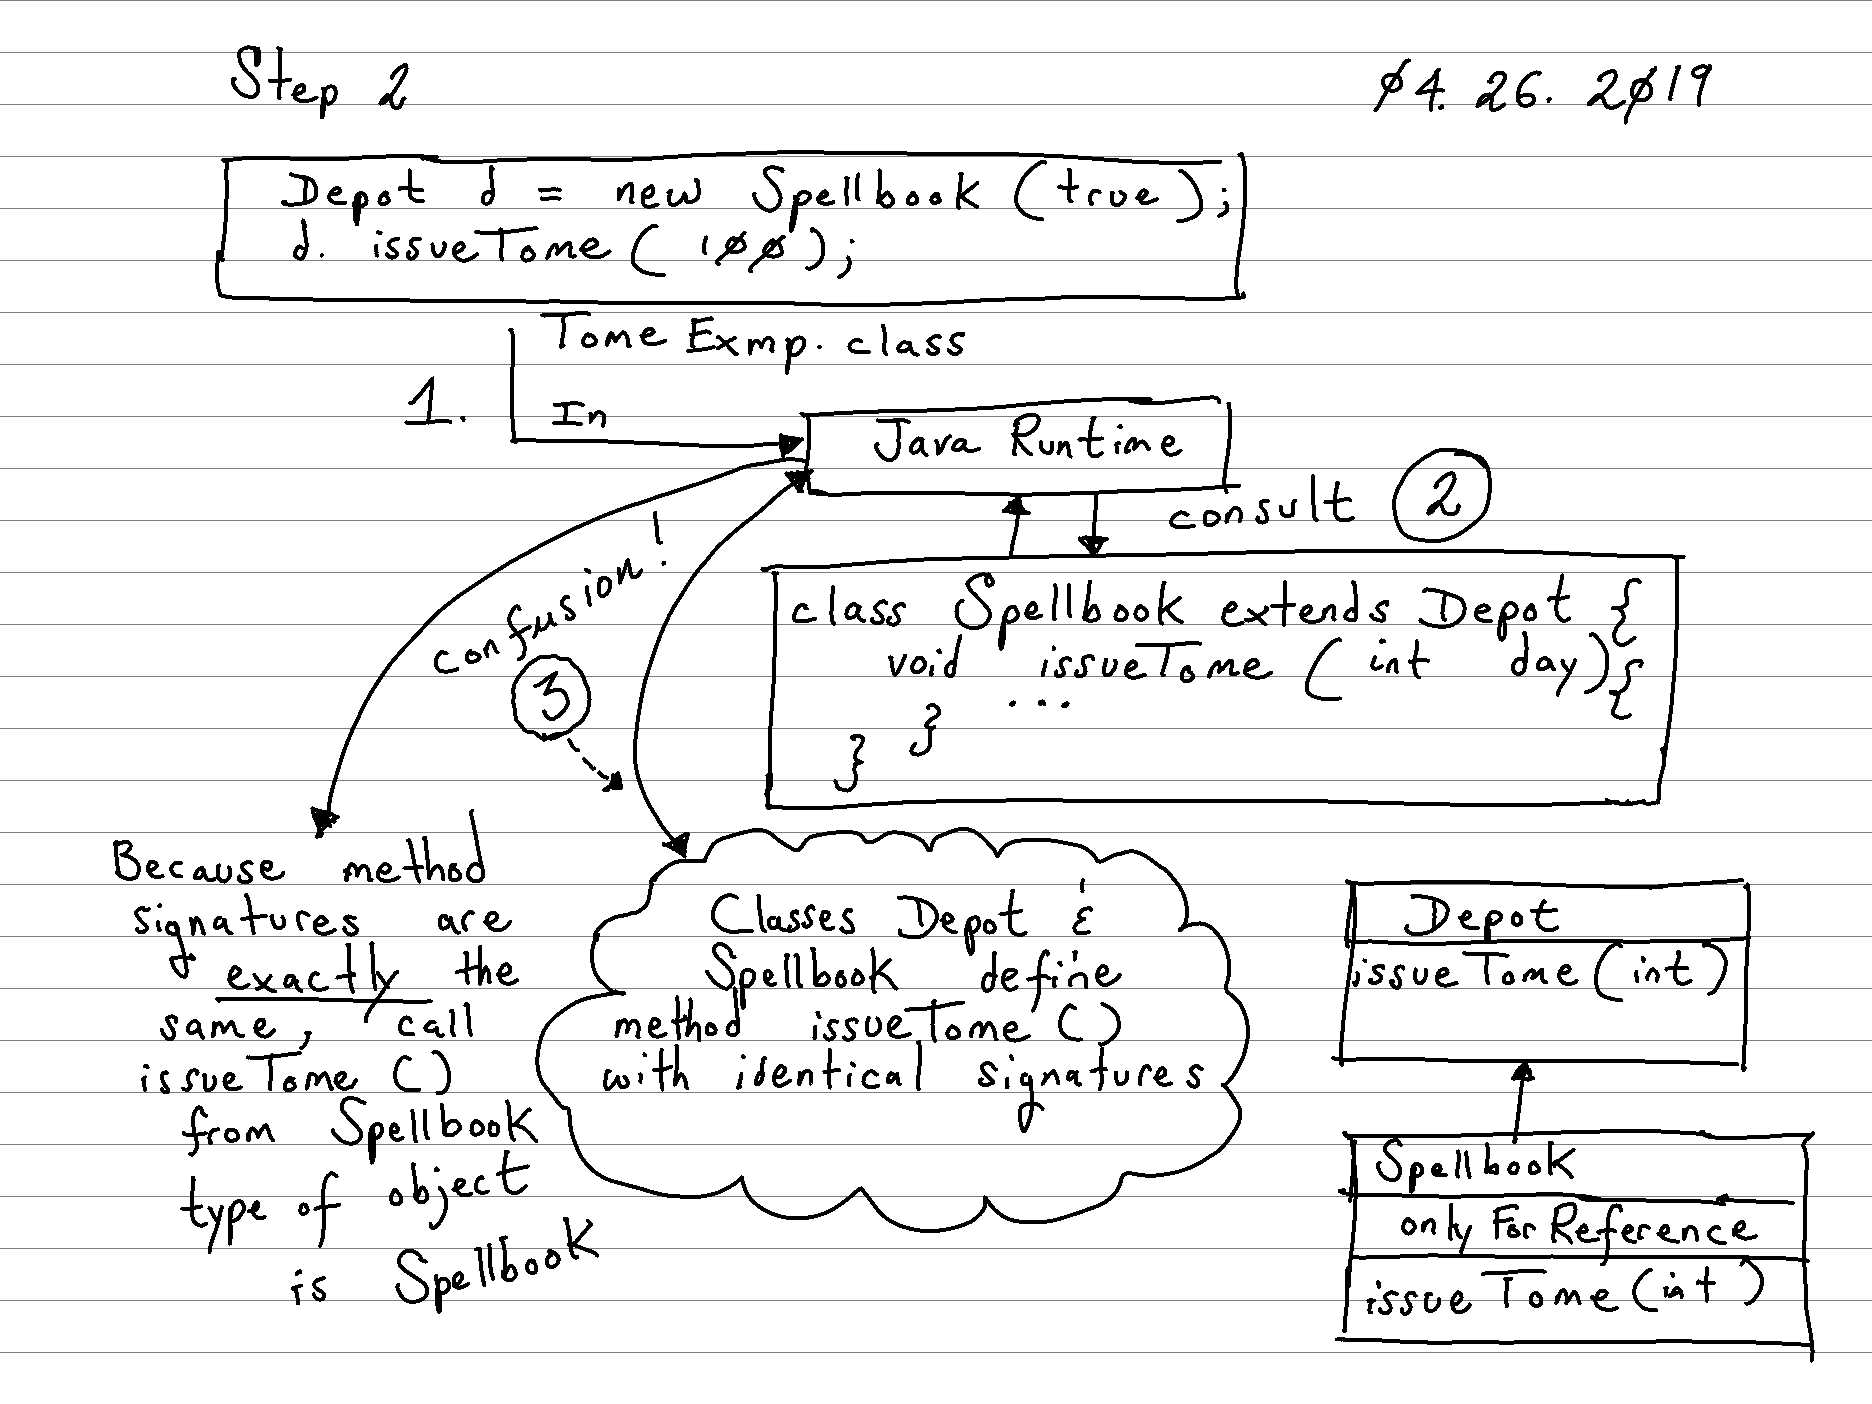 Step 2
Ø4. 26. 2Ø19
Depot d = new Spellbook (true);
d. issueTome ( 1ØØ);
Tome Exmp. class
1.
In
Java Runtime
consult 2
confusion!
3
class Spellbook extends Depot {
void issueTome (int day){
...
}
}
Because method
signatures are
exactly the
same, call
issueTome ()
from Spellbook
type of object
is Spellbook
Classes Depot &
Spellbook define
method issueTome ()
with identical signatures
Depot
issueTome (int)
Spellbook
only For Reference
issueTome (int)